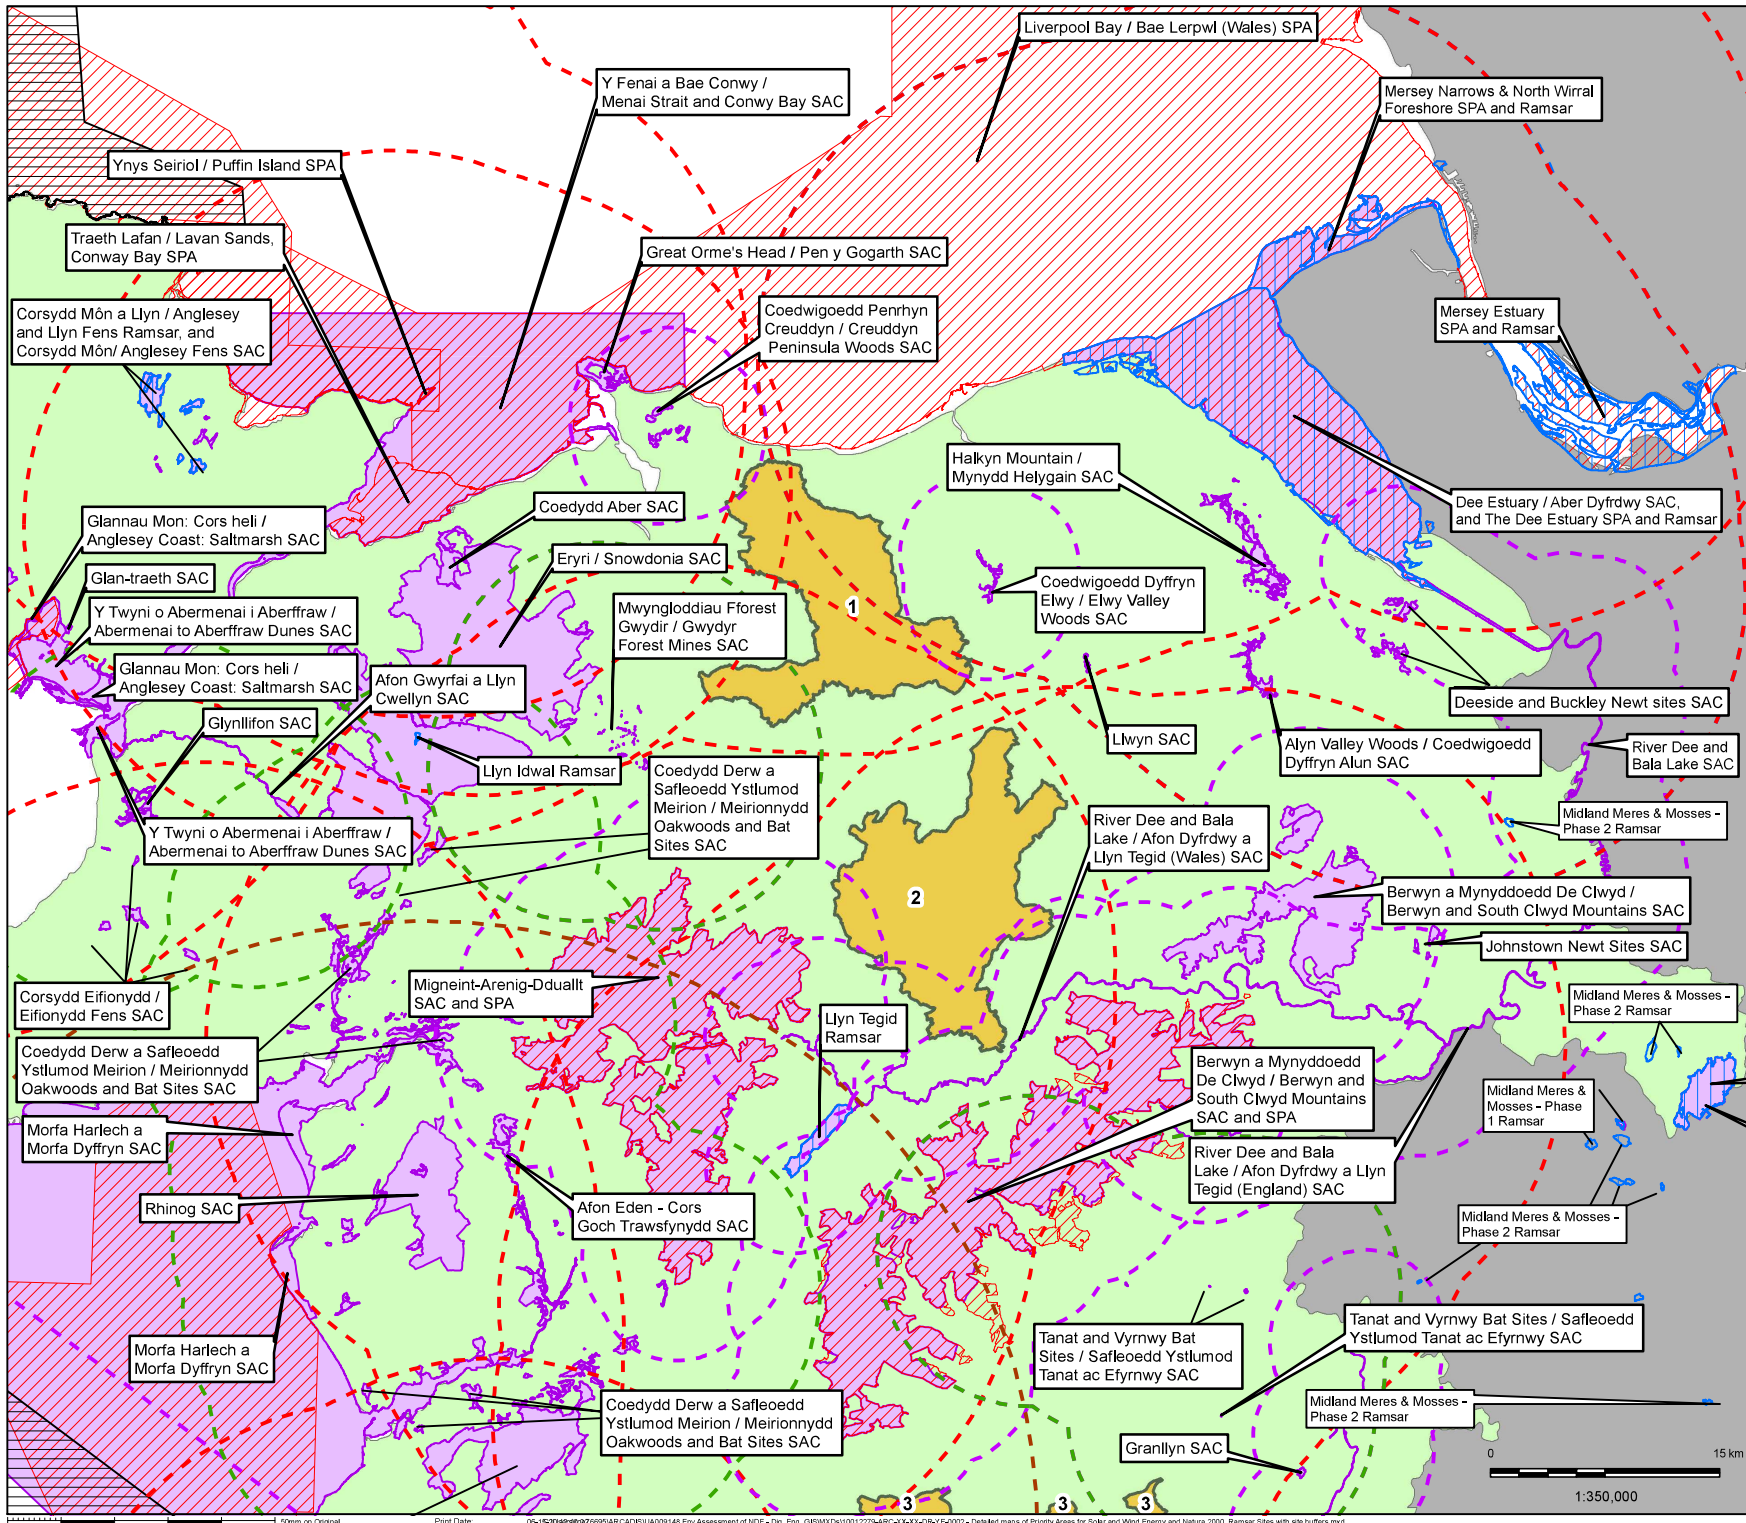 Liverpool Bay / Bae Lerpwl (Wales) SPA
Y Fenai a Bae Conwy /
Menai Strait and Conwy Bay SAC
Mersey Narrows & North Wirral
Foreshore SPA and Ramsar
Ynys Seiriol / Puffin Island SPA
Traeth Lafan / Lavan Sands,
Conway Bay SPA
Great Orme's Head / Pen y Gogarth SAC
Corsydd Môn a Llyn / Anglesey
and Llyn Fens Ramsar, and
Corsydd Môn/ Anglesey Fens SAC
Coedwigoedd Penrhyn
Creuddyn / Creuddyn
Peninsula Woods SAC
Mersey Estuary
SPA and Ramsar
Halkyn Mountain /
Mynydd Helygain SAC
Dee Estuary / Aber Dyfrdwy SAC,
and The Dee Estuary SPA and Ramsar
Coedydd Aber SAC
Glannau Mon: Cors heli /
Anglesey Coast: Saltmarsh SAC
Eryri / Snowdonia SAC
Glan-traeth SAC
Coedwigoedd Dyffryn
Elwy / Elwy Valley
Woods SAC
Y Twyni o Abermenai i Aberffraw /
Abermenai to Aberffraw Dunes SAC
Mwyngloddiau Fforest
Gwydir / Gwydyr
Forest Mines SAC
1
Glannau Mon: Cors heli /
Anglesey Coast: Saltmarsh SAC
Afon Gwyrfai a Llyn
Cwellyn SAC
Deeside and Buckley Newt sites SAC
Glynllifon SAC
Llwyn SAC
Alyn Valley Woods / Coedwigoedd
Dyffryn Alun SAC
River Dee and
Bala Lake SAC
Llyn Idwal Ramsar
Coedydd Derw a
Safleoedd Ystlumod
Meirion / Meirionnydd
Oakwoods and Bat
Sites SAC
Y Twyni o Abermenai i Aberffraw /
Abermenai to Aberffraw Dunes SAC
River Dee and Bala
Lake / Afon Dyfrdwy a
Llyn Tegid (Wales) SAC
Midland Meres & Mosses -
Phase 2 Ramsar
2
Berwyn a Mynyddoedd De Clwyd /
Berwyn and South Clwyd Mountains SAC
Johnstown Newt Sites SAC
Migneint-Arenig-Dduallt
SAC and SPA
Corsydd Eifionydd /
Eifionydd Fens SAC
Llyn Tegid
Ramsar
Midland Meres & Mosses -
Phase 2 Ramsar
Coedydd Derw a Safleoedd
Ystlumod Meirion / Meirionnydd
Oakwoods and Bat Sites SAC
Berwyn a Mynyddoedd
De Clwyd / Berwyn and
South Clwyd Mountains
SAC and SPA
Midland Meres &
Mosses - Phase
1 Ramsar
Morfa Harlech a
Morfa Dyffryn SAC
River Dee and Bala
Lake / Afon Dyfrdwy a Llyn
Tegid (England) SAC
Rhinog SAC
Afon Eden - Cors
Goch Trawsfynydd SAC
Midland Meres & Mosses -
Phase 2 Ramsar
Morfa Harlech a
Morfa Dyffryn SAC
Tanat and Vyrnwy Bat
Sites / Safleoedd Ystlumod
Tanat ac Efyrnwy SAC
Tanat and Vyrnwy Bat Sites / Safleoedd
Ystlumod Tanat ac Efyrnwy SAC
Coedydd Derw a Safleoedd
Ystlumod Meirion / Meirionnydd
Oakwoods and Bat Sites SAC
Midland Meres & Mosses -
Phase 2 Ramsar
Granllyn SAC
0 15 km
1:350,000
3 3 3
50mm on Original
Print Date: